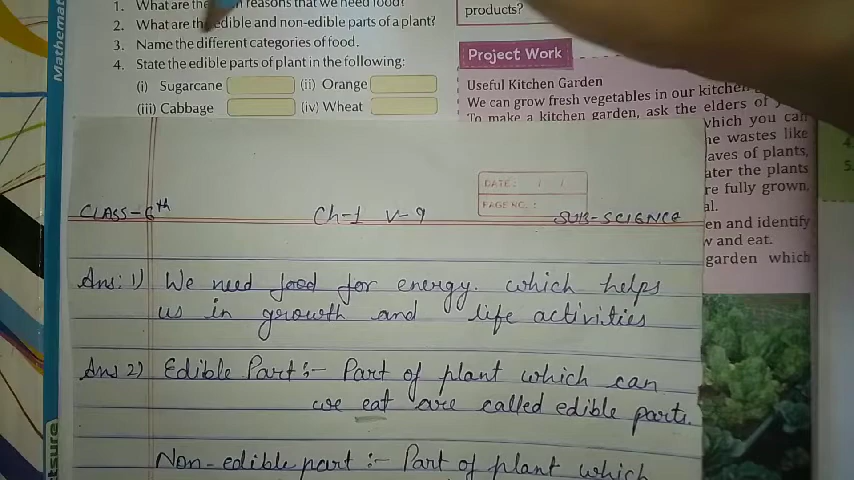 1. What are the reasons that we need food?
2. What are the edible and non-edible parts of a plant?
3. Name the different categories of food.
4. State the edible parts of plant in the following:
(i) Sugarcane (ii) Orange
(iii) Cabbage (iv) Wheat
products?
Project Work
Useful Kitchen Garden
We can grow fresh vegetables in our kitchen
To make a kitchen garden, ask the elders of
which you can
wastes like
aves of plants,
ater the plants
re fully grown.
al.
en and identify
w and eat.
garden which
Mathemat
CLASS-6th Ch-1 V-9 SUB-SCIENCE
DATE: / /
PAGE NO.:
Ans: 1) We need food for energy. which helps
us in growth and life activities
Ans 2) Edible Part :- Part of plant which can
we eat are called edible parts.
Non-edible part :- Part of plant which